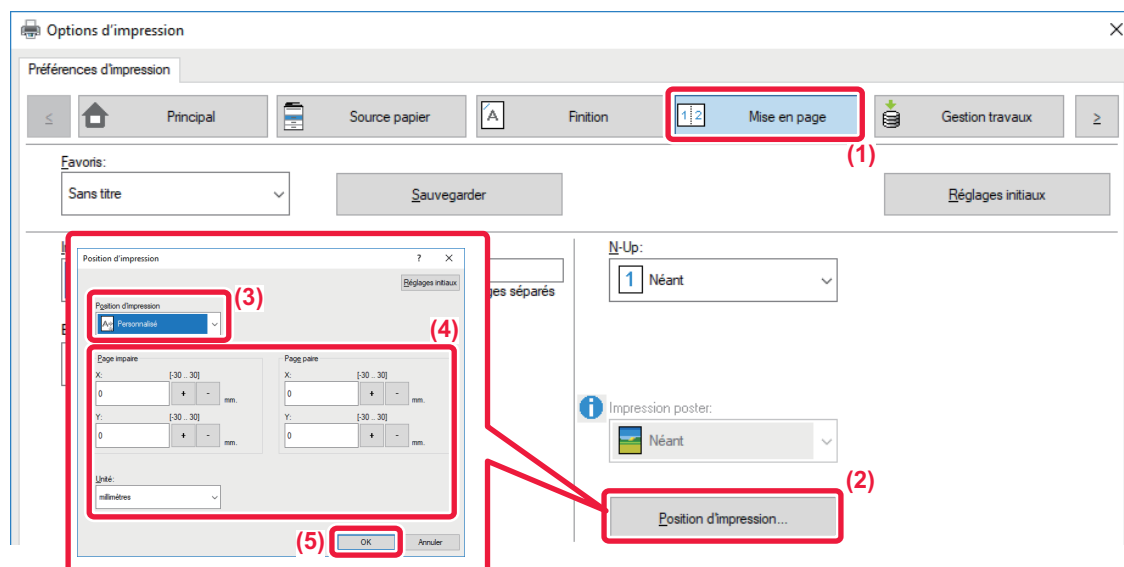 Options d'impression
Préférences d'impression
<
Principal
Source papier
Finition
1 2
Mise en page
Gestion travaux
>
(1)
Favoris:
Sans titre
Sauvegarder
Réglages initiaux
Position d'impression
?
Réglages initiaux
ges séparés
Position d'impression
(3)
Personnalisé
(4)
Page impaire
Page paire
X:
[-30 .. 30]
X:
[-30 .. 30]
0
+
-
mm.
0
+
-
mm.
Y:
[-30 .. 30]
Y:
[-30 .. 30]
0
+
-
mm.
0
+
-
mm.
Unité:
millimètres
(5)
OK
Annuler
N-Up:
1
Néant
Impression poster:
Néant
(2)
Position d'impression...